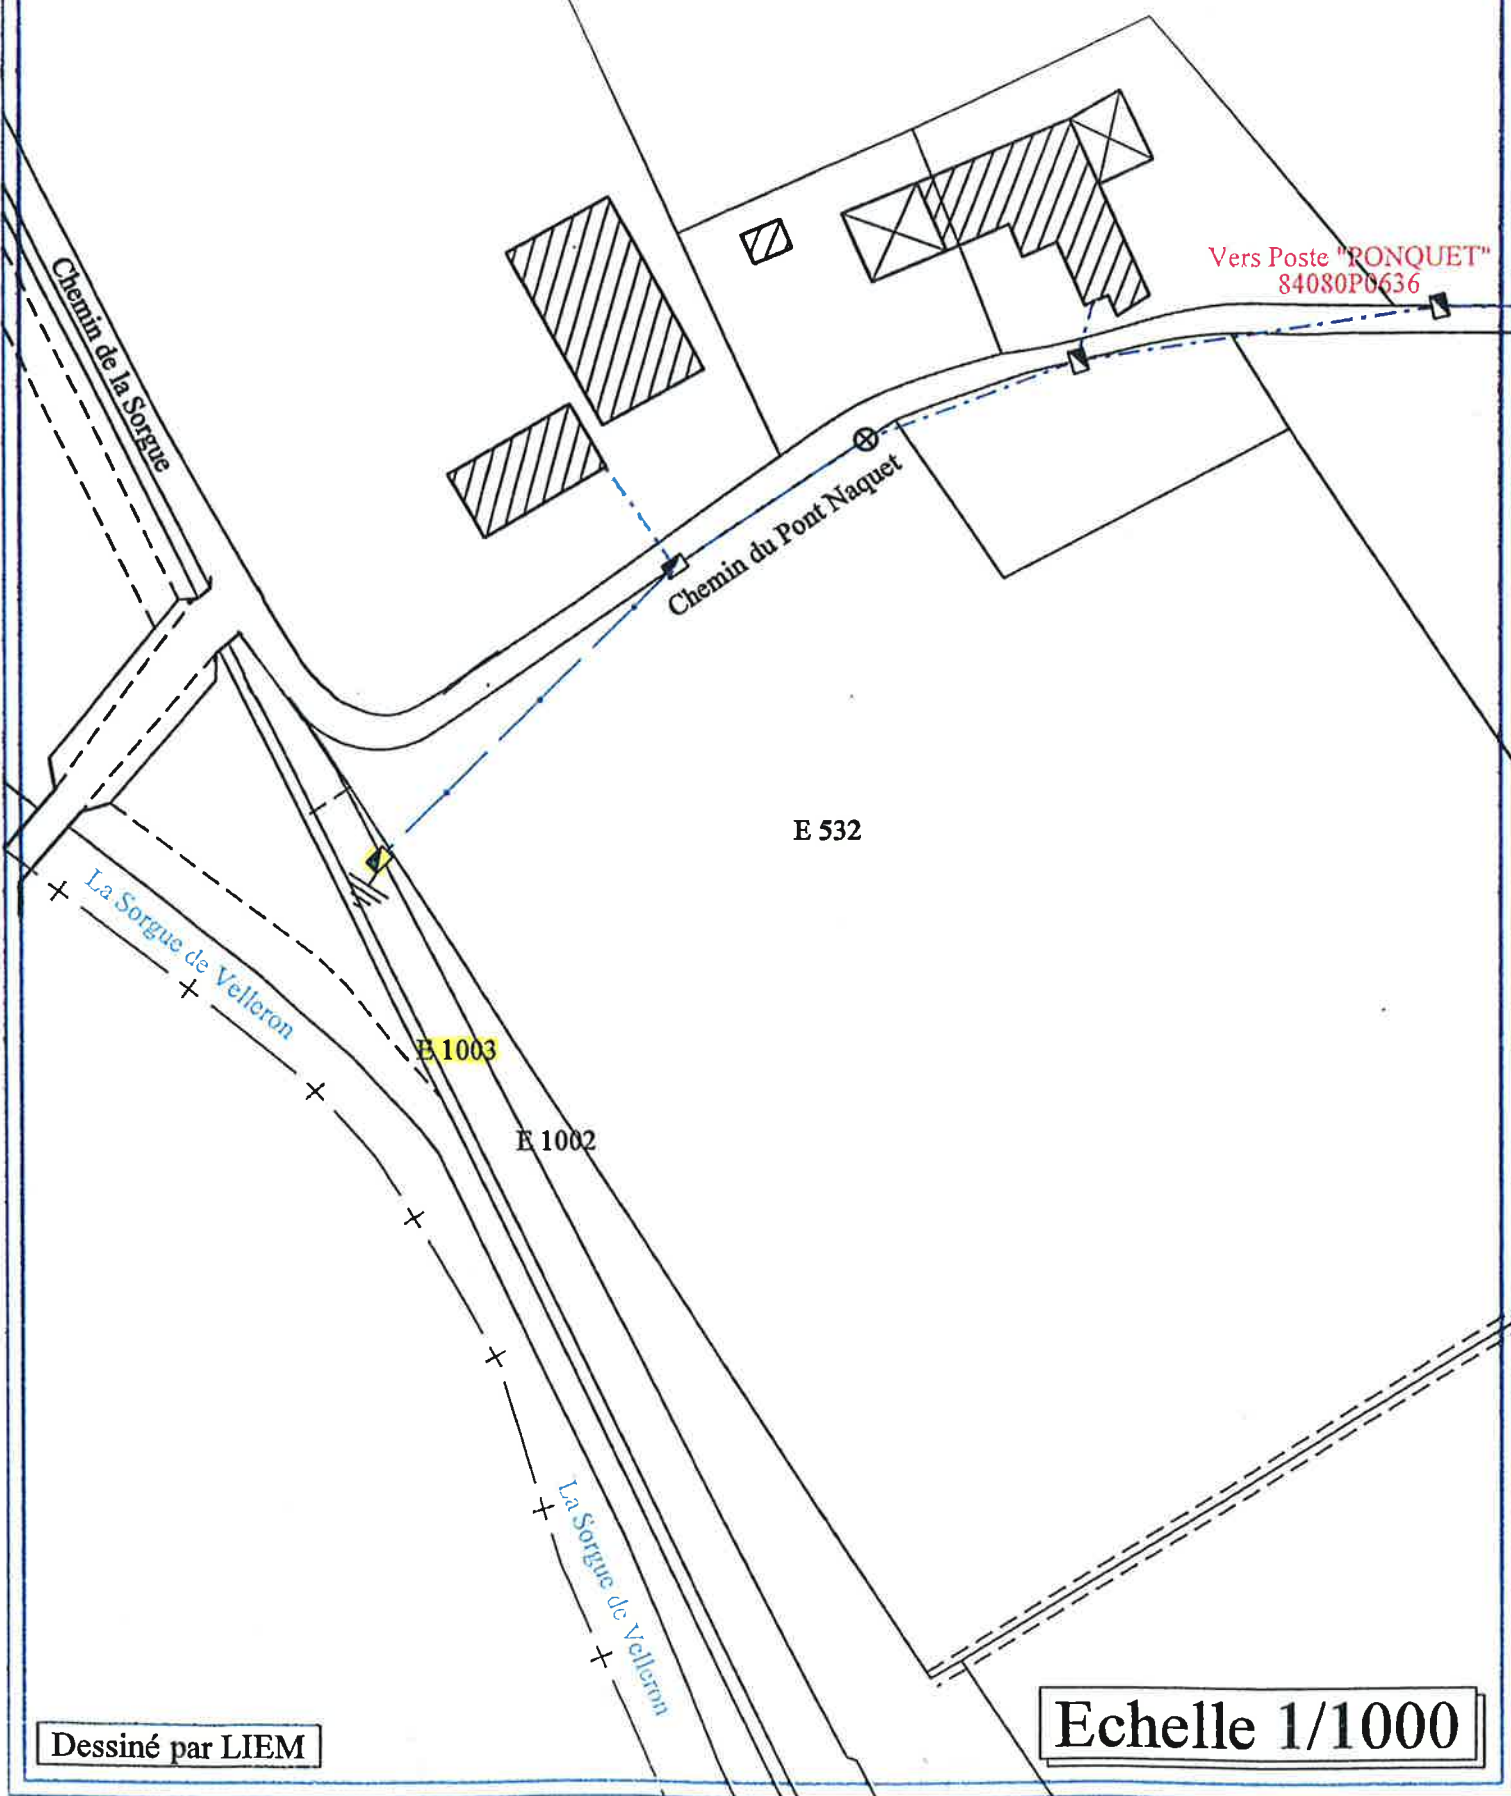 Vers Poste "RONQUET"
84080P0636
Chemin de la Sorgue
Chemin du Pont Naquet
E 532
La Sorgue de Velleron
E 1003
E 1002
La Sorgue de Velleron
Dessiné par LIEM
Echelle 1/1000